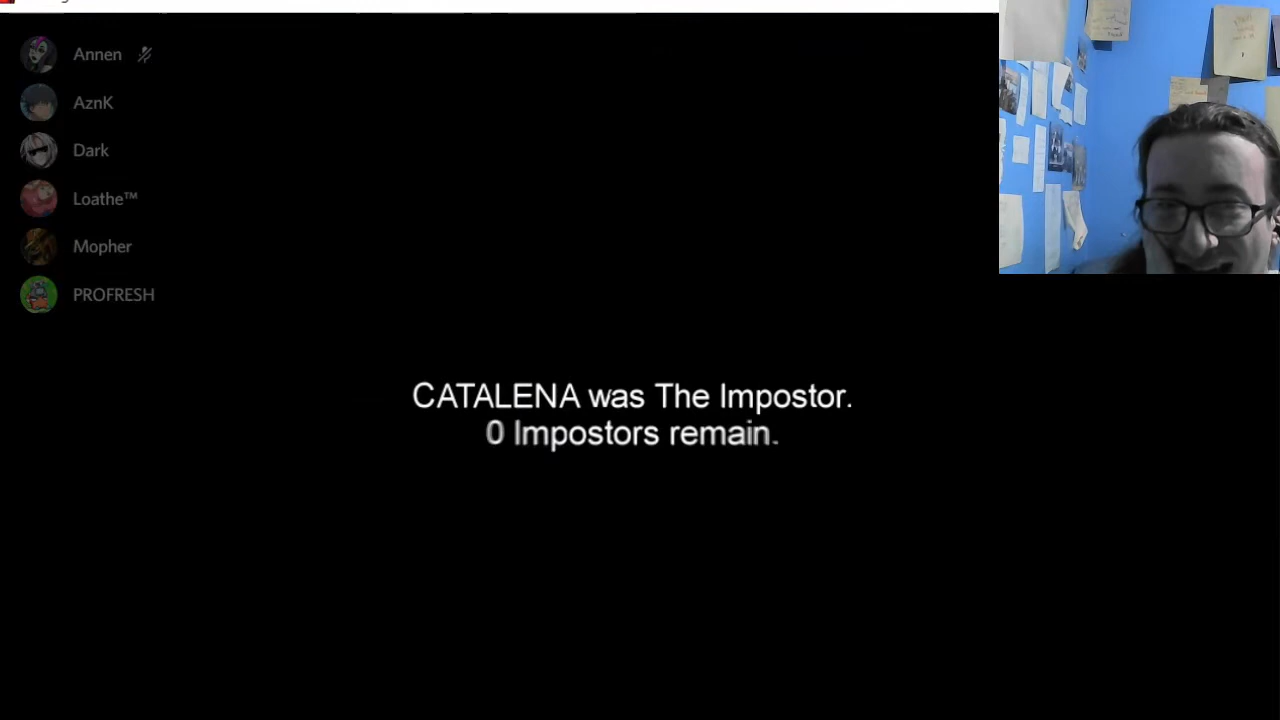 Annen
AznK
Dark
Loathe™
Mopher
PROFRESH
CATALENA was The Impostor.
0 Impostors remain.